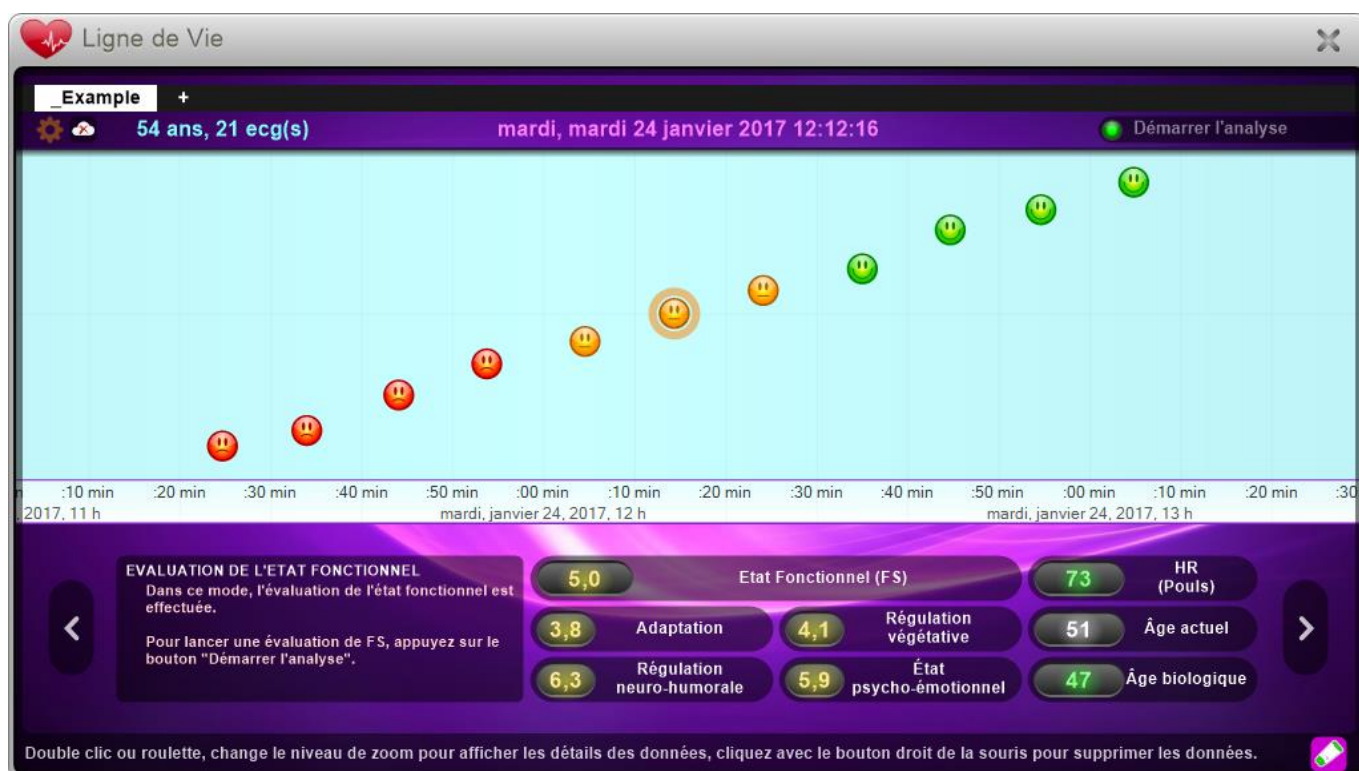 Ligne de Vie
_Example +
54 ans, 21 ecg(s) mardi, mardi 24 janvier 2017 12:12:16 Démarrer l'analyse
:10 min :20 min :30 min :40 min :50 min :00 min :10 min :20 min :30 min :40 min :50 min :00 min :10 min :20 min :30
, 2017, 11 h mardi, janvier 24, 2017, 12 h mardi, janvier 24, 2017, 13 h
EVALUATION DE L'ETAT FONCTIONNEL
Dans ce mode, l'évaluation de l'état fonctionnel est
effectuée.
Pour lancer une évaluation de FS, appuyez sur le
bouton "Démarrer l'analyse".
5,0 Etat Fonctionnel (FS)
73 HR
(Pouls)
3,8 Adaptation
4,1 Régulation
végétative
51 Âge actuel
6,3 Régulation
neuro-humorale
5,9 État
psycho-émotionnel
47 Âge biologique
Double clic ou roulette, change le niveau de zoom pour afficher les détails des données, cliquez avec le bouton droit de la souris pour supprimer les données.